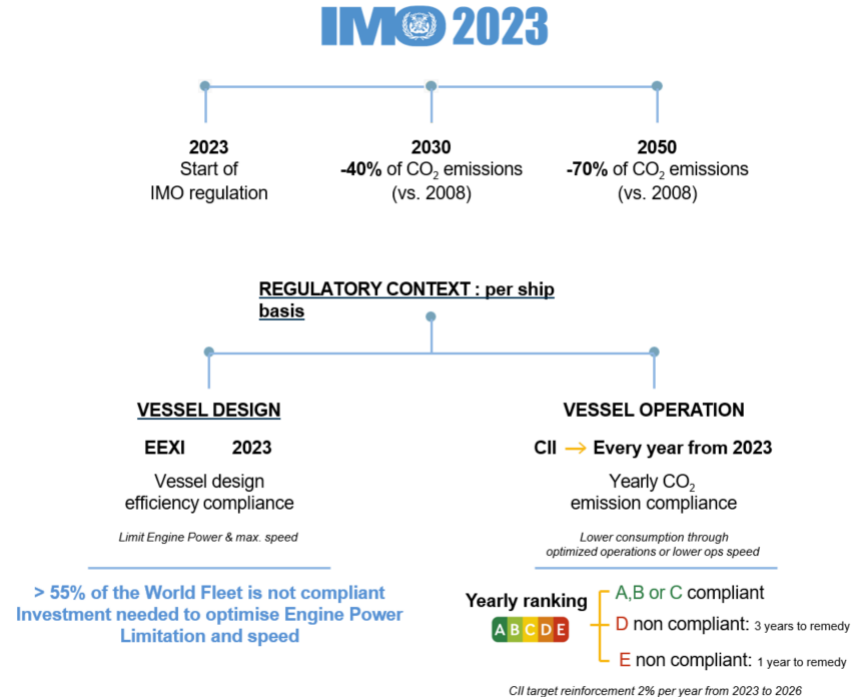 IMO 2023
2023
Start of
IMO regulation
2030
-40% of CO₂ emissions
(vs. 2008)
2050
-70% of CO₂ emissions
(vs. 2008)
REGULATORY CONTEXT : per ship
basis
VESSEL DESIGN
EEXI 2023
Vessel design
efficiency compliance
Limit Engine Power & max. speed
> 55% of the World Fleet is not compliant
Investment needed to optimise Engine Power
Limitation and speed
VESSEL OPERATION
CII → Every year from 2023
Yearly CO₂
emission compliance
Lower consumption through
optimized operations or lower ops speed
Yearly ranking
A B C D E
A,B or C compliant
D non compliant: 3 years to remedy
E non compliant: 1 year to remedy
CII target reinforcement 2% per year from 2023 to 2026